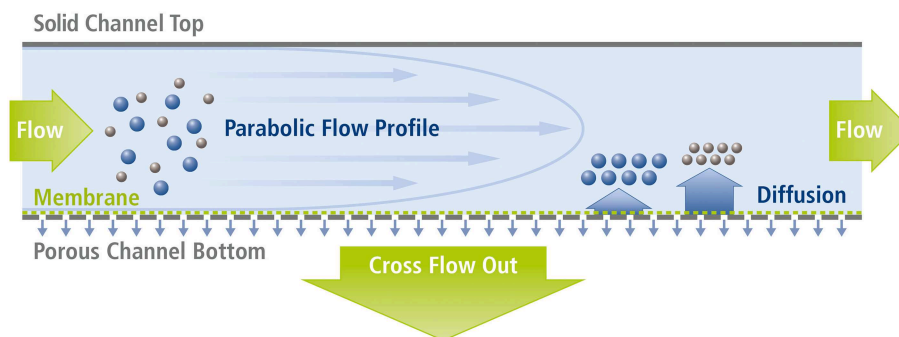 Solid Channel Top
Flow
Parabolic Flow Profile
Flow
Membrane
Diffusion
Porous Channel Bottom
Cross Flow Out